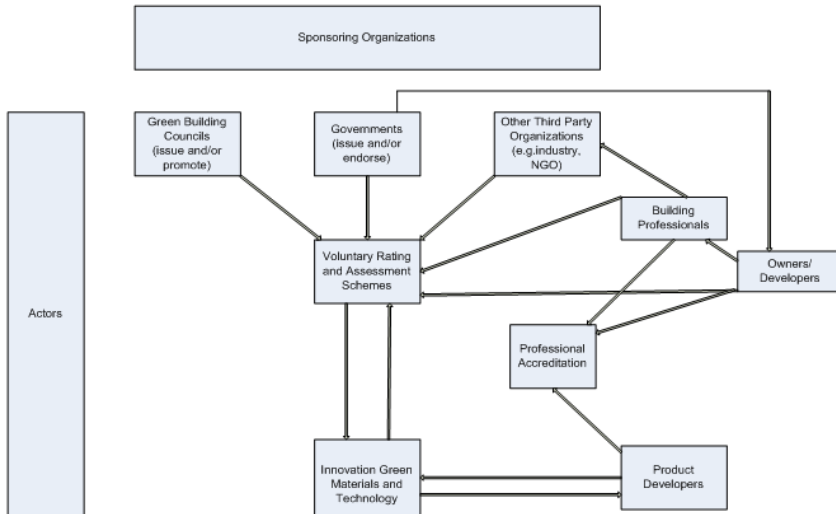 Sponsoring Organizations
Green Building
Councils
(issue and/or
promote)
Governments
(issue and/or
endorse)
Other Third Party
Organizations
(e.g.industry,
NGO)
Building
Professionals
Voluntary Rating
and Assessment
Schemes
Owners/
Developers
Actors
Professional
Accreditation
Innovation Green
Materials and
Technology
Product
Developers